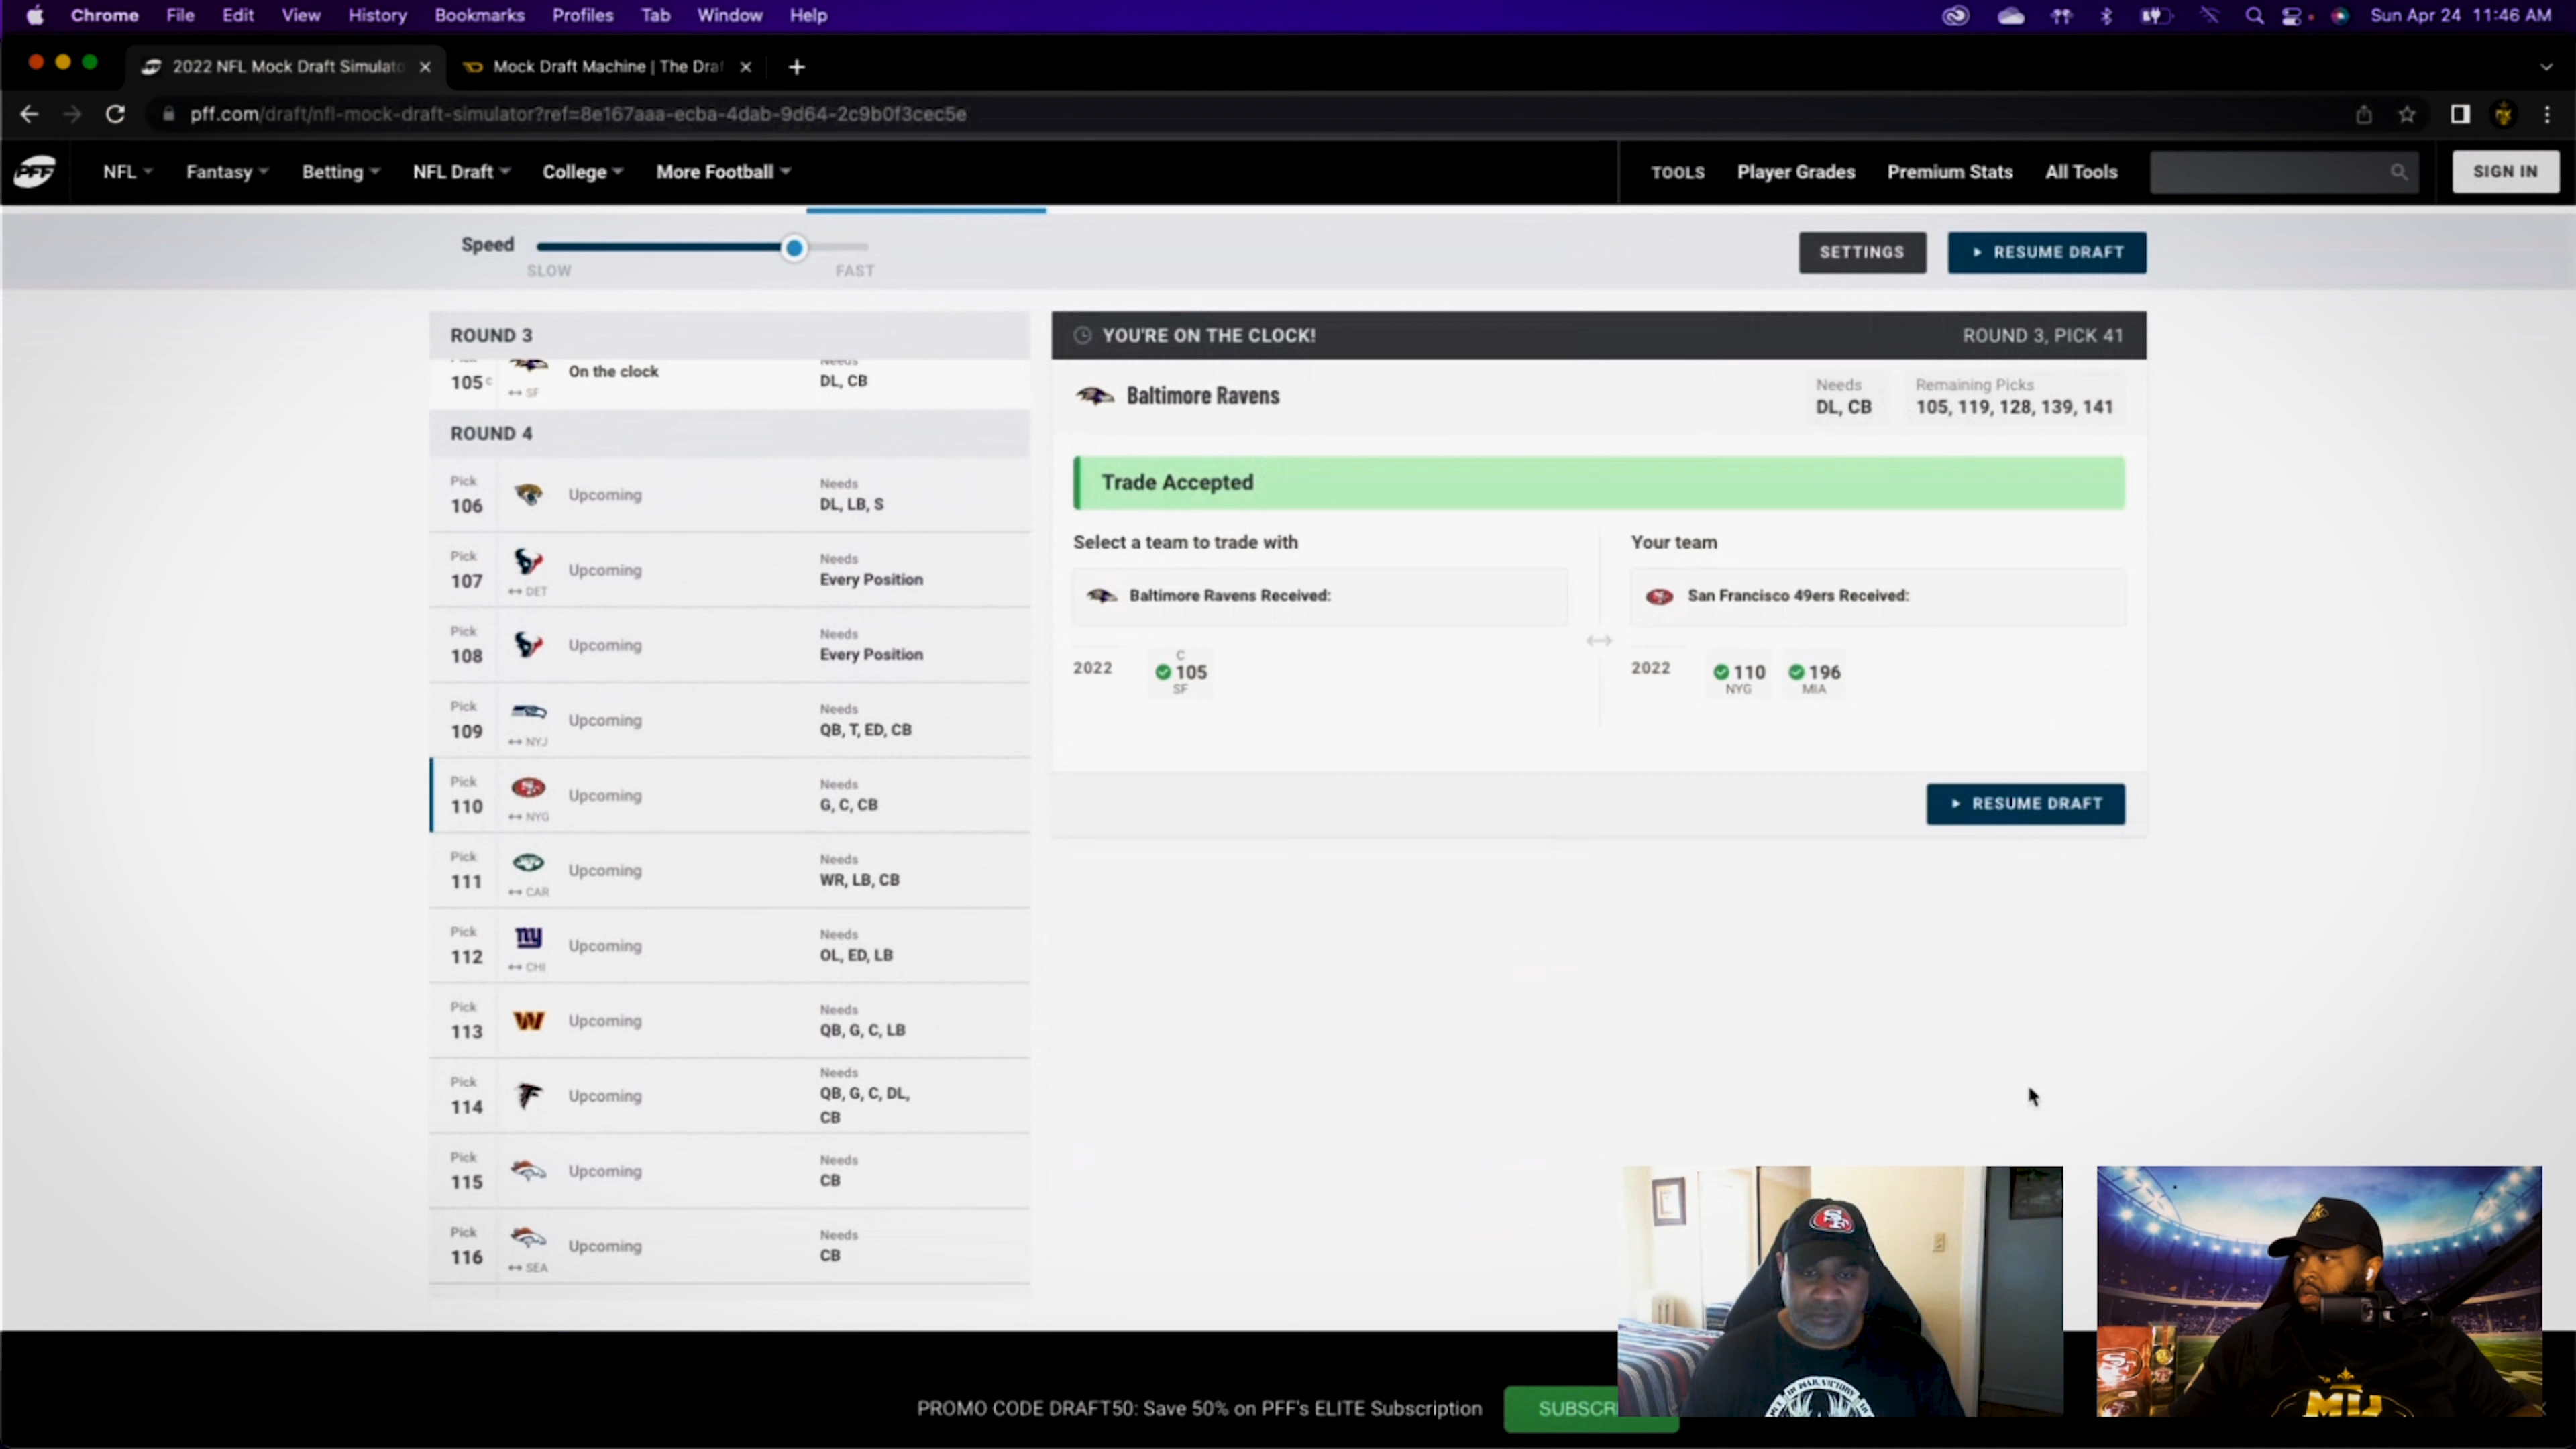 Chrome File Edit View History Bookmarks Profiles Tab Window Help Sun Apr 24 11:46 AM
2022 NFL Mock Draft Simulato Mock Draft Machine | The Dra
pff.com/draft/nfl-mock-draft-simulator?ref=8e167aaa-ecba-4dab-9d64-2c9b0f3cec5e
PFF NFL Fantasy Betting NFL Draft College More Football TOOLS Player Grades Premium Stats All Tools SIGN IN
Speed
SLOW FAST
SETTINGS RESUME DRAFT
ROUND 3
105 C SF On the clock Needs DL, CB
ROUND 4
Pick 106 Upcoming Needs DL, LB, S
Pick 107 DET Upcoming Needs Every Position
Pick 108 Upcoming Needs Every Position
Pick 109 NYJ Upcoming Needs QB, T, ED, CB
Pick 110 NYG Upcoming Needs G, C, CB
Pick 111 CAR Upcoming Needs WR, LB, CB
Pick 112 ny CHI Upcoming Needs OL, ED, LB
Pick 113 W Upcoming Needs QB, G, C, LB
Pick 114 Upcoming Needs QB, G, C, DL,
CB
Pick 115 Upcoming Needs CB
Pick 116 SEA Upcoming Needs CB
YOU'RE ON THE CLOCK! ROUND 3, PICK 41
Baltimore Ravens
Needs
DL, CB
Remaining Picks
105, 119, 128, 139, 141
Trade Accepted
Select a team to trade with
Baltimore Ravens Received:
2022 C 105 SF
Your team
San Francisco 49ers Received:
2022 110 NYG 196 MIA
RESUME DRAFT
PROMO CODE DRAFT50: Save 50% on PFF's ELITE Subscription SUBSCR
SF
SF